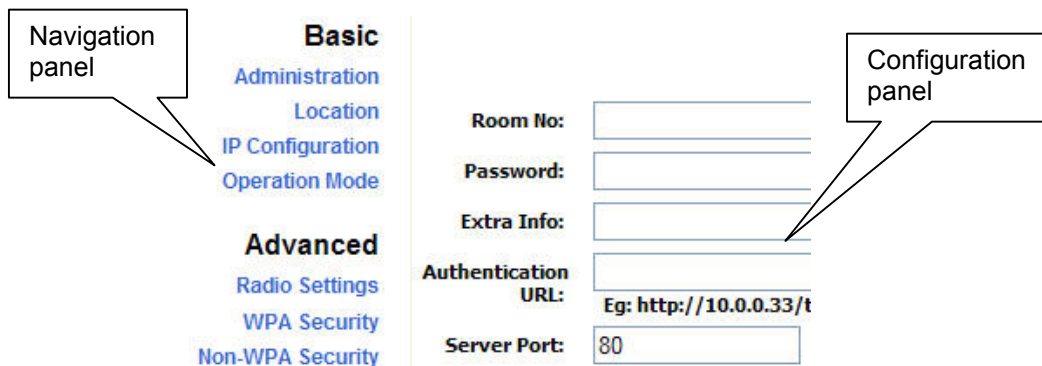 Navigation
panel
Basic
Administration
Location
IP Configuration
Operation Mode
Advanced
Radio Settings
WPA Security
Non-WPA Security
Room No:
Password:
Extra Info:
Authentication
URL:
Eg: http://10.0.0.33/t
Server Port:
80
Configuration
panel